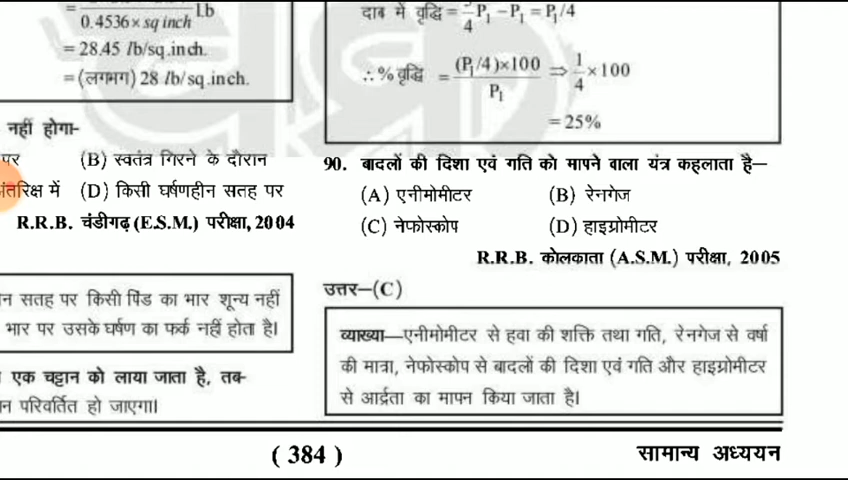 = 0.4536× sq inch Lb
= 28.45 lb/sq.inch.
= (लगभग) 28 lb/sq.inch.
नहीं होगा-
पर (B) स्वतंत्र गिरने के दौरान
अंतरिक्ष में (D) किसी घर्षणहीन सतह पर
R.R.B. चंडीगढ़ (E.S.M.) परीक्षा, 2004
न सतह पर किसी पिंड का भार शून्य नहीं
भार पर उसके घर्षण का फर्क नहीं होता है।
एक चट्टान को लाया जाता है, तब-
न परिवर्तित हो जाएगा।
दाब में वृद्धि = 4 P₁ – P₁ = P₁/4
∴ % वृद्धि = (P₁/4)×100 / P₁ ⇒ 1/4 × 100
= 25%
90. बादलों की दिशा एवं गति को मापने वाला यंत्र कहलाता है—
(A) एनीमोमीटर (B) रेनगेज
(C) नेफोस्कोप (D) हाइग्रोमीटर
R.R.B. कोलकाता (A.S.M.) परीक्षा, 2005
उत्तर–(C)
व्याख्या—एनीमोमीटर से हवा की शक्ति तथा गति, रेनगेज से वर्षा
की मात्रा, नेफोस्कोप से बादलों की दिशा एवं गति और हाइग्रोमीटर
से आर्द्रता का मापन किया जाता है।
( 384 ) सामान्य अध्ययन